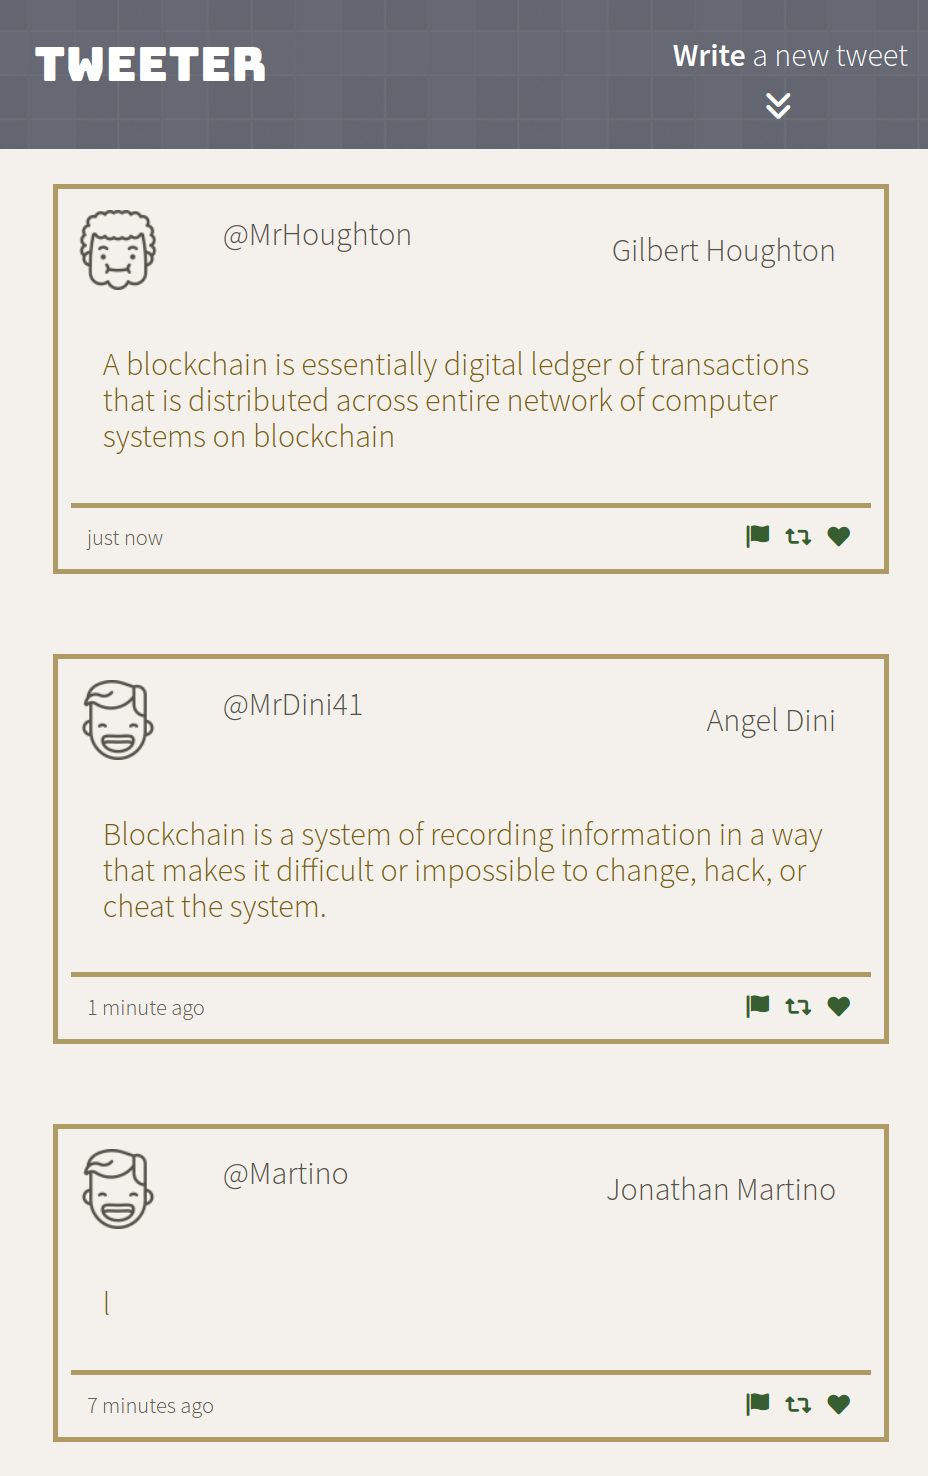 TWEETER
Write a new tweet
@MrHoughton
Gilbert Houghton
A blockchain is essentially digital ledger of transactions
that is distributed across entire network of computer
systems on blockchain
just now
@MrDini41
Angel Dini
Blockchain is a system of recording information in a way
that makes it difficult or impossible to change, hack, or
cheat the system.
1 minute ago
@Martino
Jonathan Martino
l
7 minutes ago